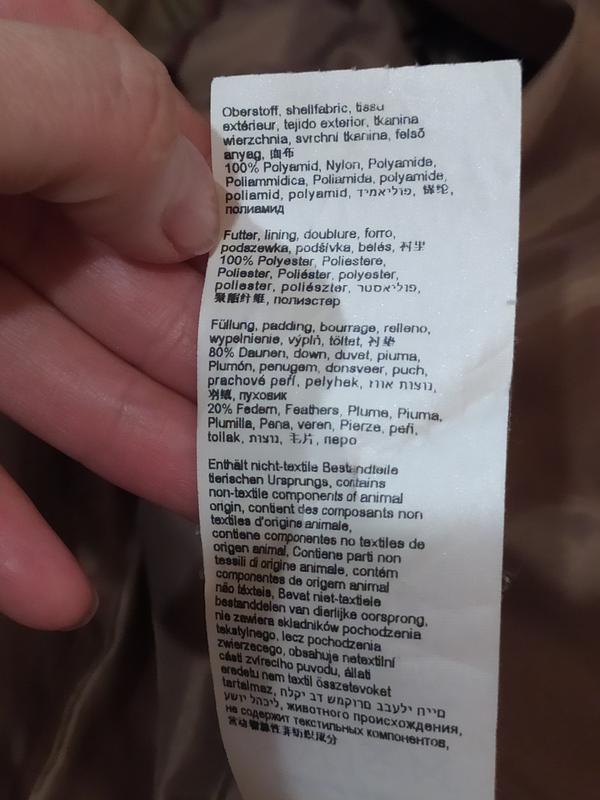 Oberstoff, shellfabric, tissu
extérieur, tejido exterior, tkanina
wierzchnia, svrchní tkanina, felső
anyag, 面布
100% Polyamid, Nylon, Polyamide,
Poliammidica, Poliamida, polyamide,
poliamid, polyamid, פוליאמיד, 锦纶,
полиамид
Futter, lining, doublure, forro,
podszewka, podšívka, belés, 衬里
100% Polyester, Poliestere,
Poliester, Poliéster, polyester,
poliester, poliészter, פוליאסטר,
聚酯纤维, полиэстер
Füllung, padding, bourrage, relleno,
wypelnienie, výplň, töltet, 衬垫
80% Daunen, down, duvet, piuma,
Plumón, penugem, donsveer, puch,
prachové peří, pelyhek, נוצות אווז,
羽绒, пуховик
20% Federn, Feathers, Plume, Piuma,
Plumilla, Pena, veren, Pierze, peří,
tollak, נוצות, 毛片, перо
Enthält nicht-textile Bestandteile
tierischen Ursprungs, contains
non-textile components of animal
origin, contient des composants non
textiles d'origine animale,
contiene componentes no textiles de
origen animal, Contiene parti non
tessili di origine animale, contém
componentes de origem animal
não têxteis, Bevat niet-textiele
bestanddelen van dierlijke oorsprong,
nie zawiera składników pochodzenia
tekstylnego, lecz pochodzenia
zwierzecego, obsahuje netextilní
části zvířecího puvodu, állati
eredetu nem textil összetevoket
tartalmaz,
животного происхождения,
не содержит текстильных компонентов,